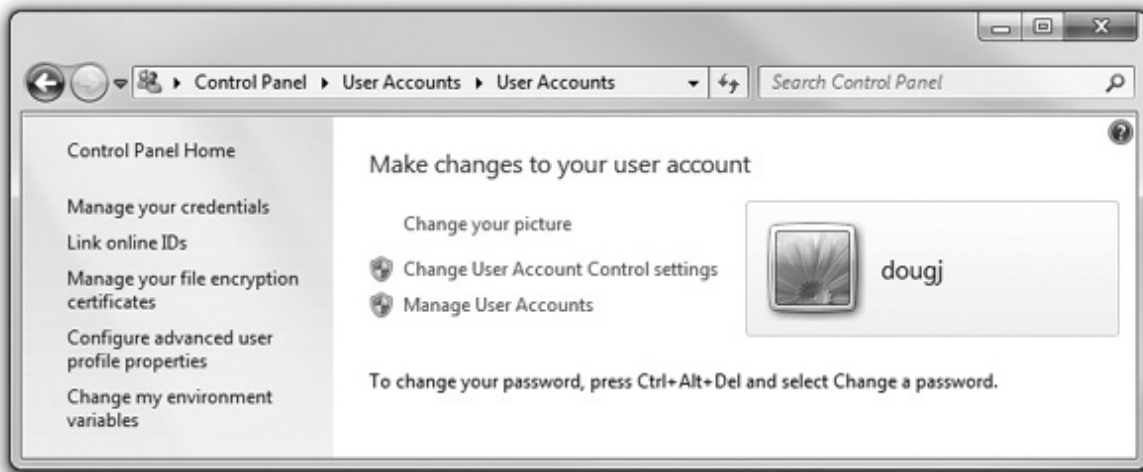 Control Panel ▸ User Accounts ▸ User Accounts
Search Control Panel
Control Panel Home
Manage your credentials
Link online IDs
Manage your file encryption
certificates
Configure advanced user
profile properties
Change my environment
variables
Make changes to your user account
Change your picture
Change User Account Control settings
Manage User Accounts
dougj
To change your password, press Ctrl+Alt+Del and select Change a password.